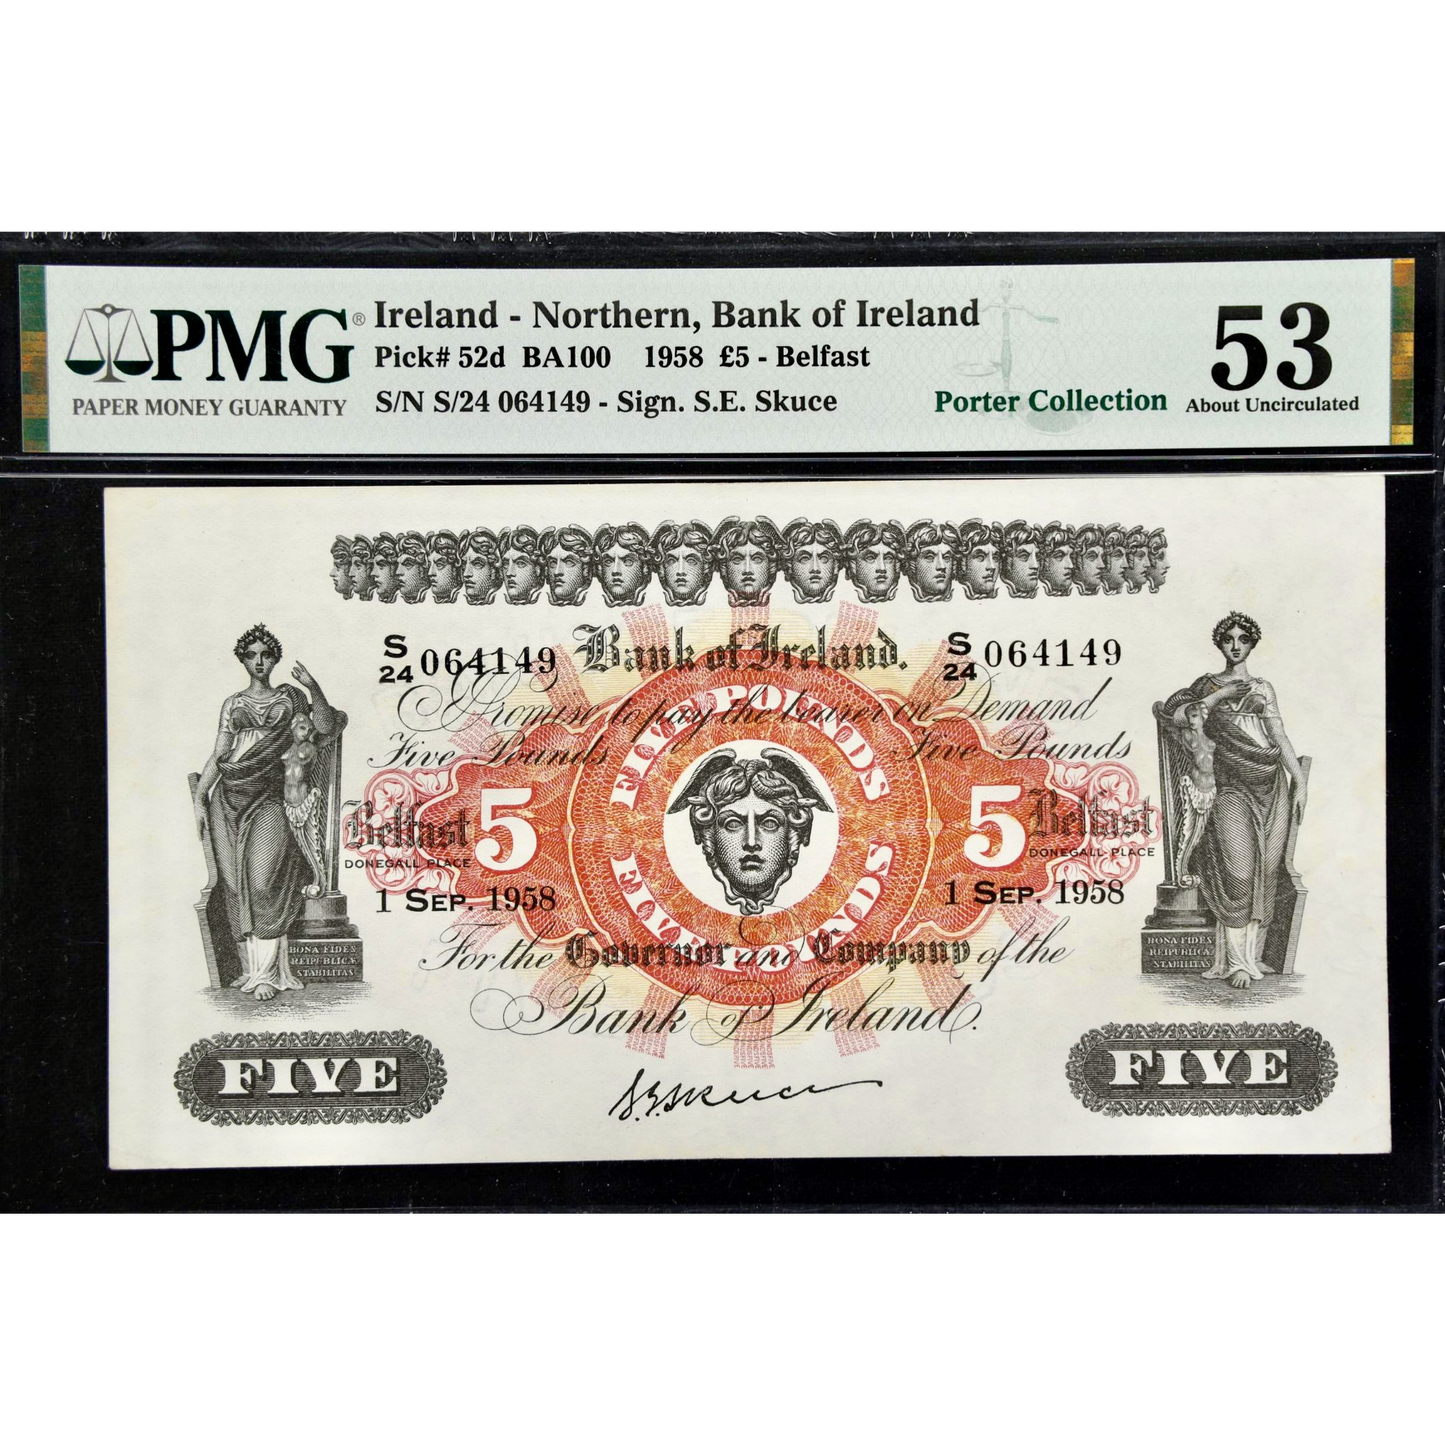 PMG®
PAPER MONEY GUARANTY
Ireland - Northern, Bank of Ireland
Pick# 52d BA100 1958 £5 - Belfast
S/N S/24 064149 - Sign. S.E. Skuce
Porter Collection
53
About Uncirculated
S/24 064149 Bank of Ireland. S/24 064149
Promise to pay the bearer on Demand
Five Pounds Five Pounds
FIVE POUNDS
Belfast 5 5 Belfast
DONEGALL PLACE DONEGALL PLACE
FIVE POUNDS
1 SEP. 1958 1 SEP. 1958
For the Governor and Company of the
Bank of Ireland.
BONA FIDES BONA FIDES
REIPUBLICÆ REIPUBLICÆ
STABILITAS STABILITAS
FIVE FIVE
S.E. Skuce